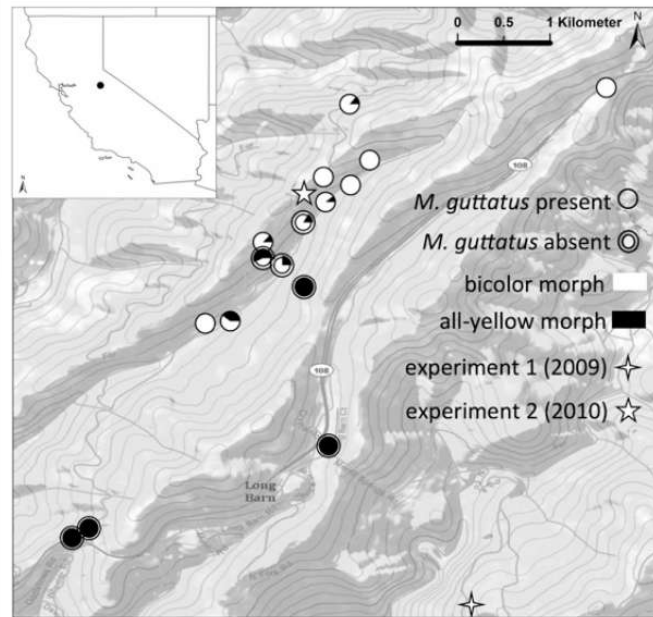 0 0.5 1 Kilometer
N
108
M. guttatus present
M. guttatus absent
bicolor morph
all-yellow morph
108
experiment 1 (2009)
experiment 2 (2010)
Long
Barn
N